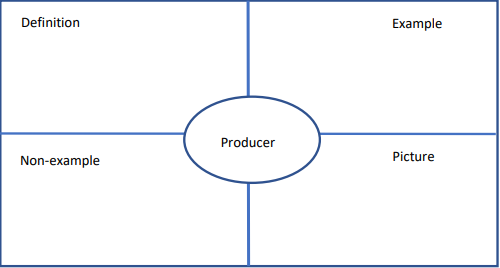 Definition
Example
Producer
Non-example
Picture